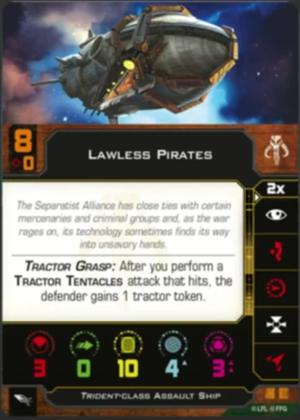 8
0
LAWLESS PIRATES
2x
The Separatist Alliance has close ties with certain
mercenaries and criminal groups and, as the war
rages on, its technology sometimes finds its way
into unsavory hands.
TRACTOR GRASP: After you perform a
TRACTOR TENTACLES attack that hits, the
defender gains 1 tractor token.
3 0 10 4 3
TRIDENT-CLASS ASSAULT SHIP
©LFL ©FFG